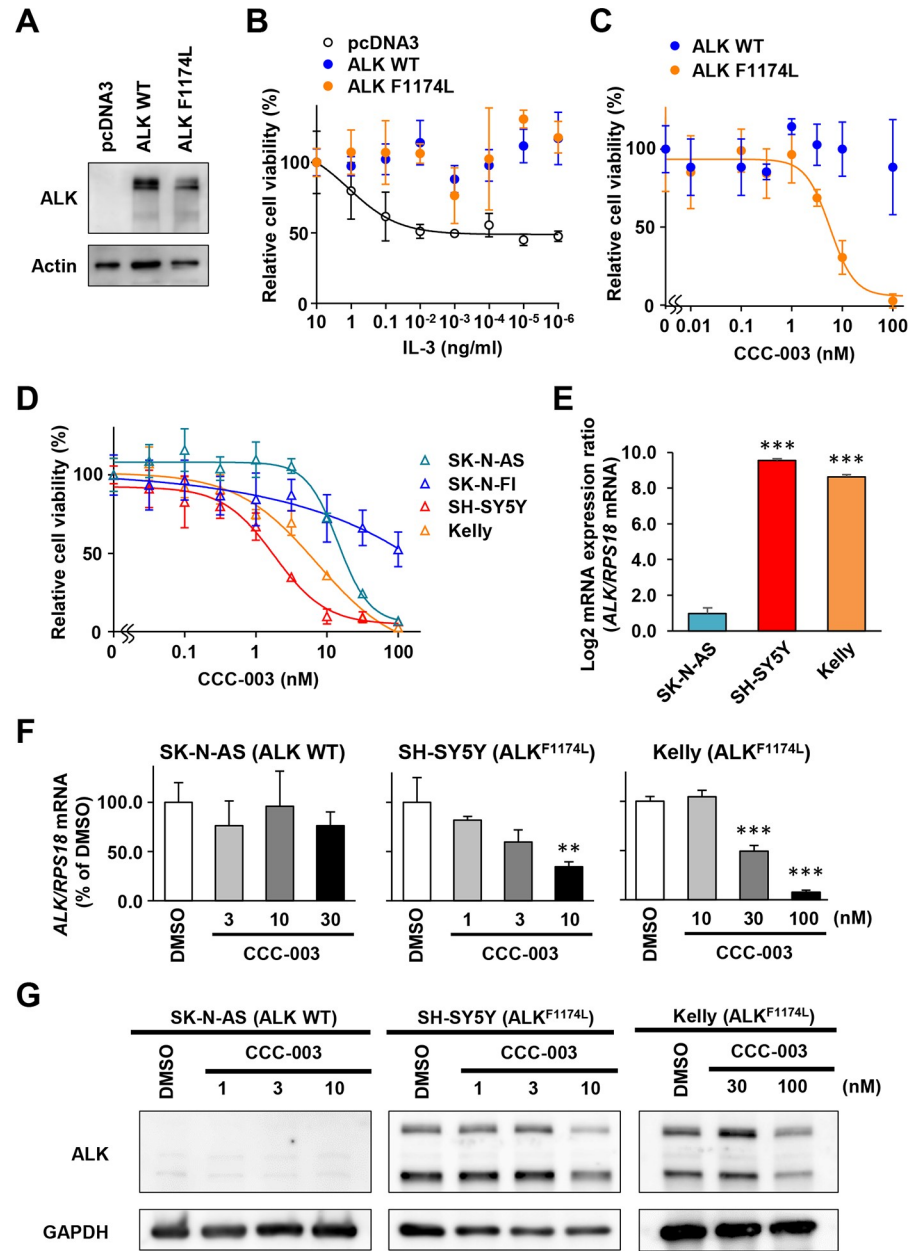 A
pcDNA3
ALK WT
ALK F1174L
ALK
Actin
B
pcDNA3
ALK WT
ALK F1174L
Relative cell viability (%)
100
50
0
10 1 0.1 10-2 10-3 10-4 10-5 10-6
IL-3 (ng/ml)
C
ALK WT
ALK F1174L
Relative cell viability (%)
100
50
0
0 0.01 0.1 1 10 100
CCC-003 (nM)
D
Relative cell viability (%)
100
50
0
0 0.1 1 10 100
CCC-003 (nM)
SK-N-AS
SK-N-FI
SH-SY5Y
Kelly
E
Log2 mRNA expression ratio
(ALK/RPS18 mRNA)
10.0
8.0
6.0
4.0
2.0
0.0
***
***
SK-N-AS
SH-SY5Y
Kelly
F
SK-N-AS (ALK WT)
ALK/RPS18 mRNA
(% of DMSO)
100.0
50.0
0.0
DMSO
3 10 30
CCC-003
SH-SY5Y (ALKF1174L)
**
DMSO
1 3 10
CCC-003
Kelly (ALKF1174L)
***
***
DMSO
10 30 100 (nM)
CCC-003
G
SK-N-AS (ALK WT)
DMSO
CCC-003
1 3 10
SH-SY5Y (ALKF1174L)
DMSO
CCC-003
1 3 10
Kelly (ALKF1174L)
DMSO
CCC-003
30 100 (nM)
ALK
GAPDH